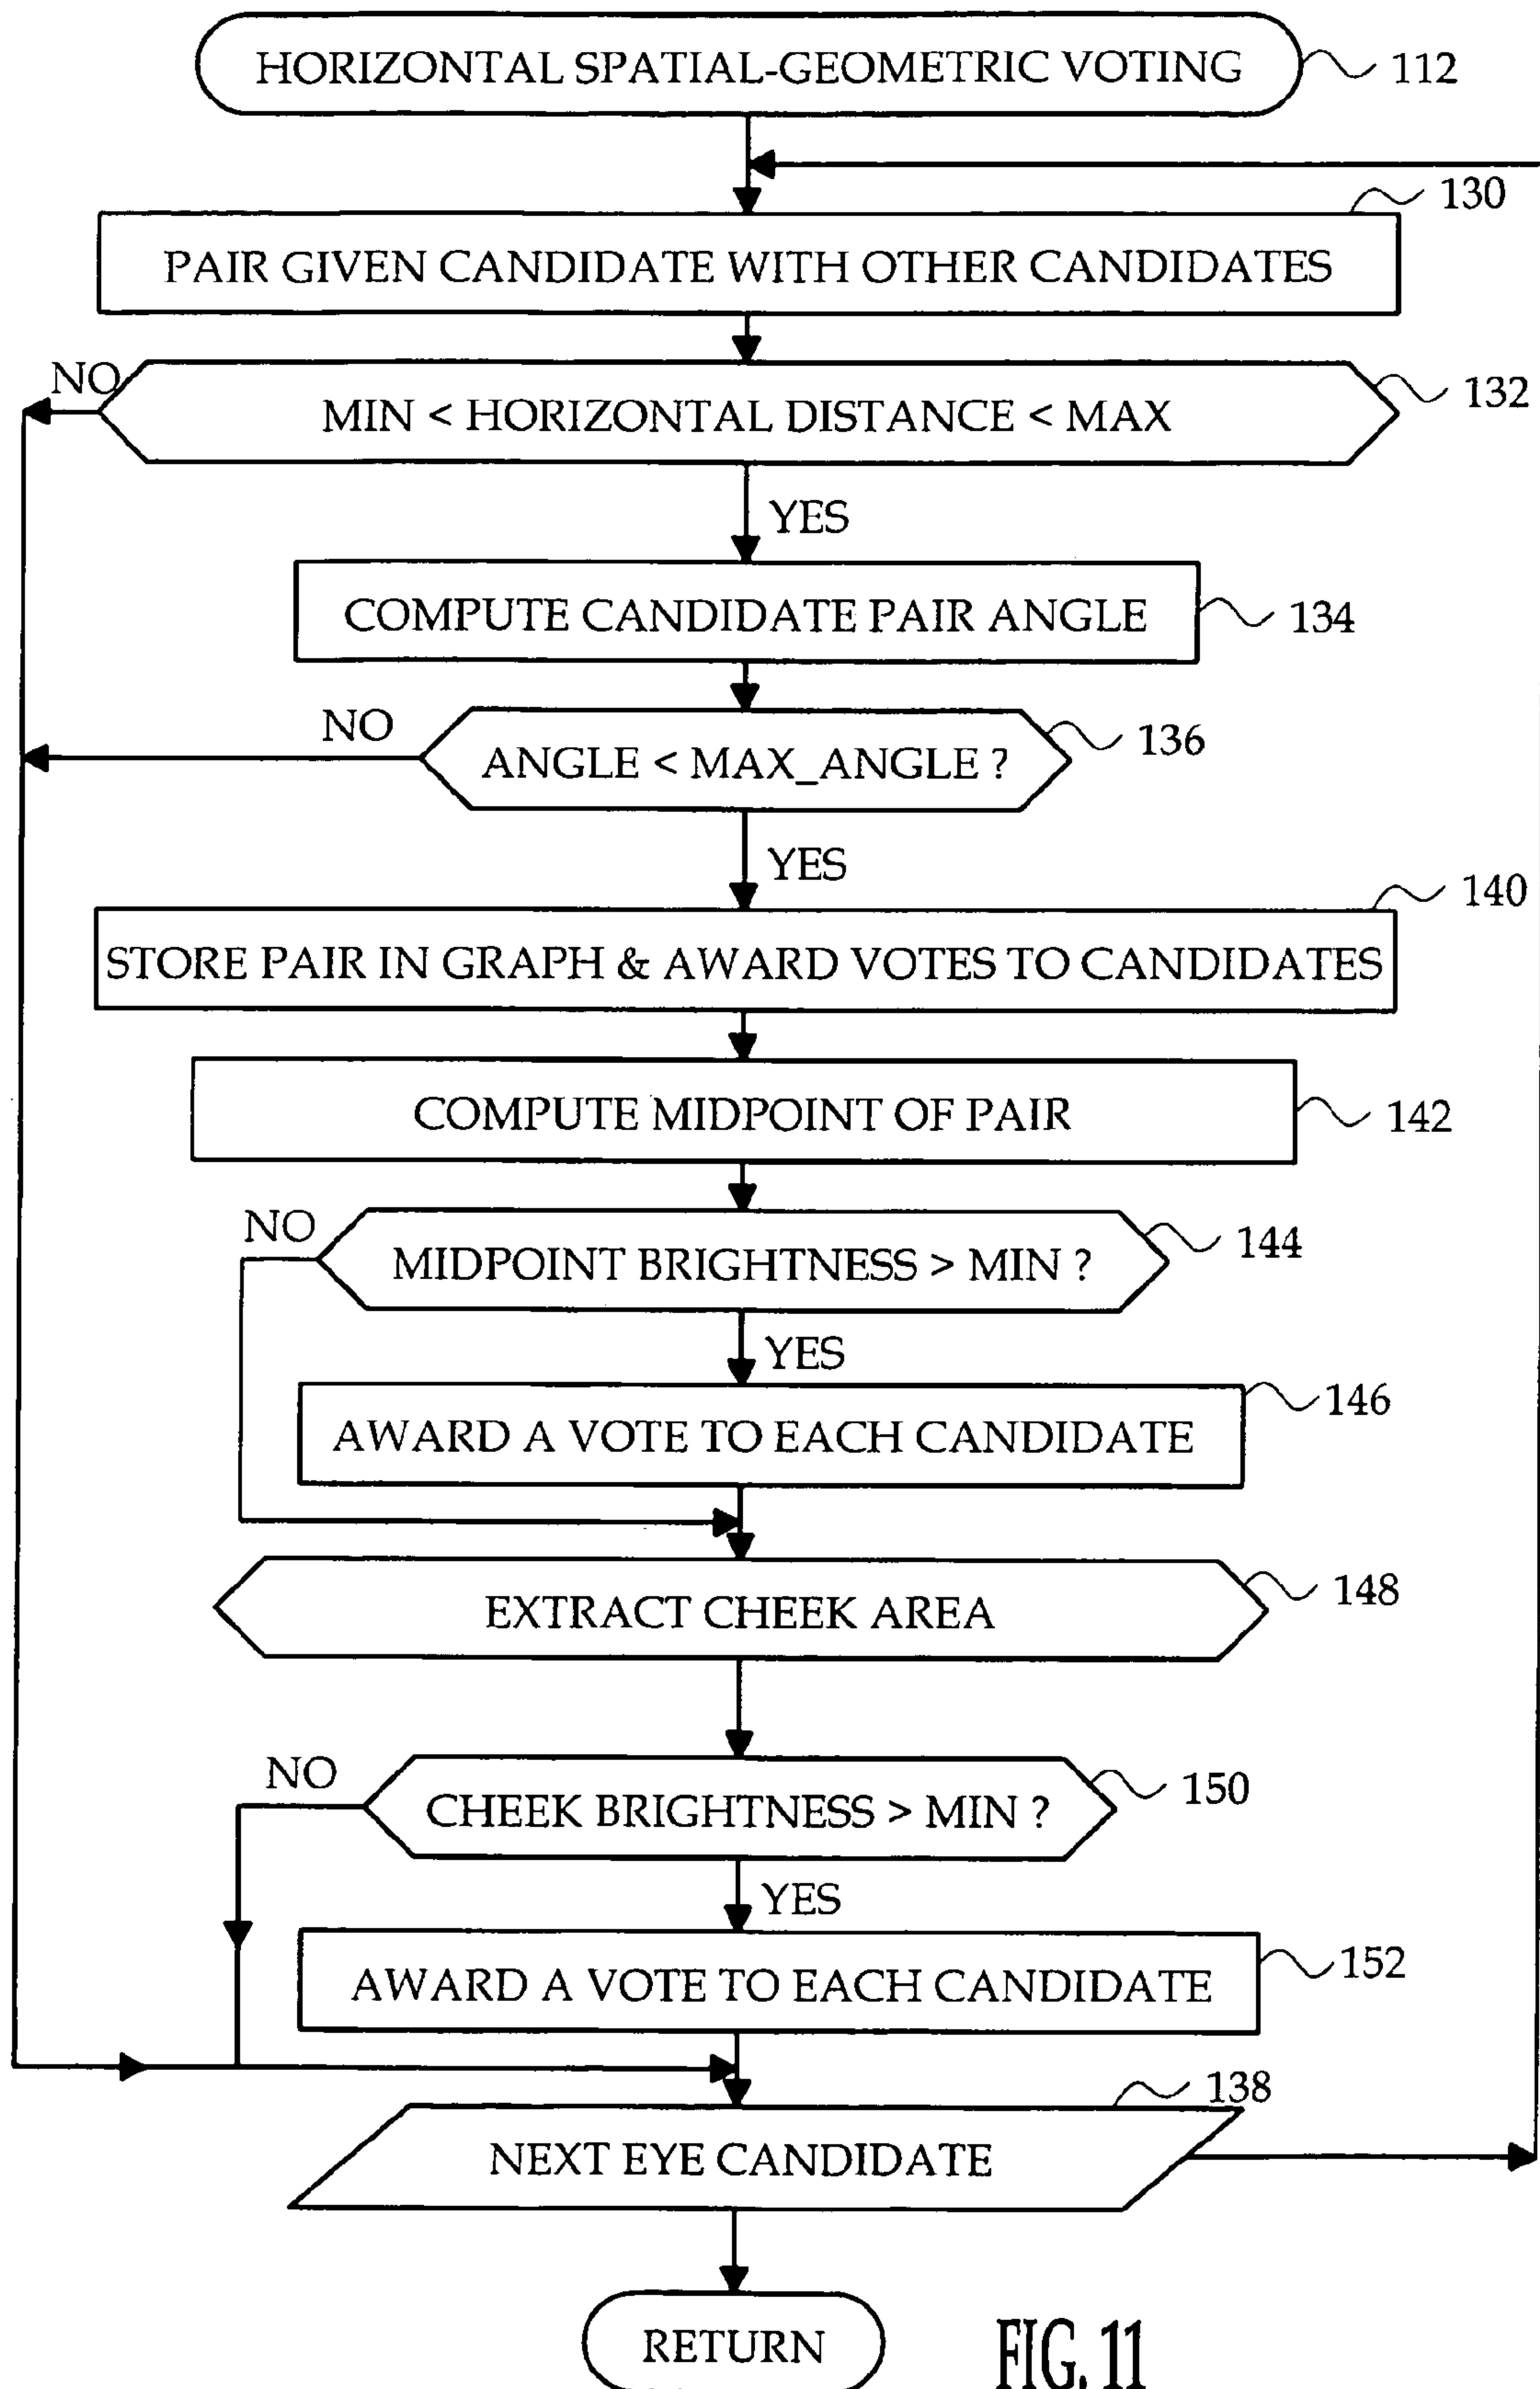 HORIZONTAL SPATIAL-GEOMETRIC VOTING
112
130
PAIR GIVEN CANDIDATE WITH OTHER CANDIDATES
NO
MIN < HORIZONTAL DISTANCE < MAX
132
YES
COMPUTE CANDIDATE PAIR ANGLE
134
NO
ANGLE < MAX_ANGLE ?
136
YES
140
STORE PAIR IN GRAPH & AWARD VOTES TO CANDIDATES
COMPUTE MIDPOINT OF PAIR
142
NO
MIDPOINT BRIGHTNESS > MIN ?
144
YES
AWARD A VOTE TO EACH CANDIDATE
146
EXTRACT CHEEK AREA
148
NO
CHEEK BRIGHTNESS > MIN ?
150
YES
AWARD A VOTE TO EACH CANDIDATE
152
138
NEXT EYE CANDIDATE
RETURN
FIG. 11